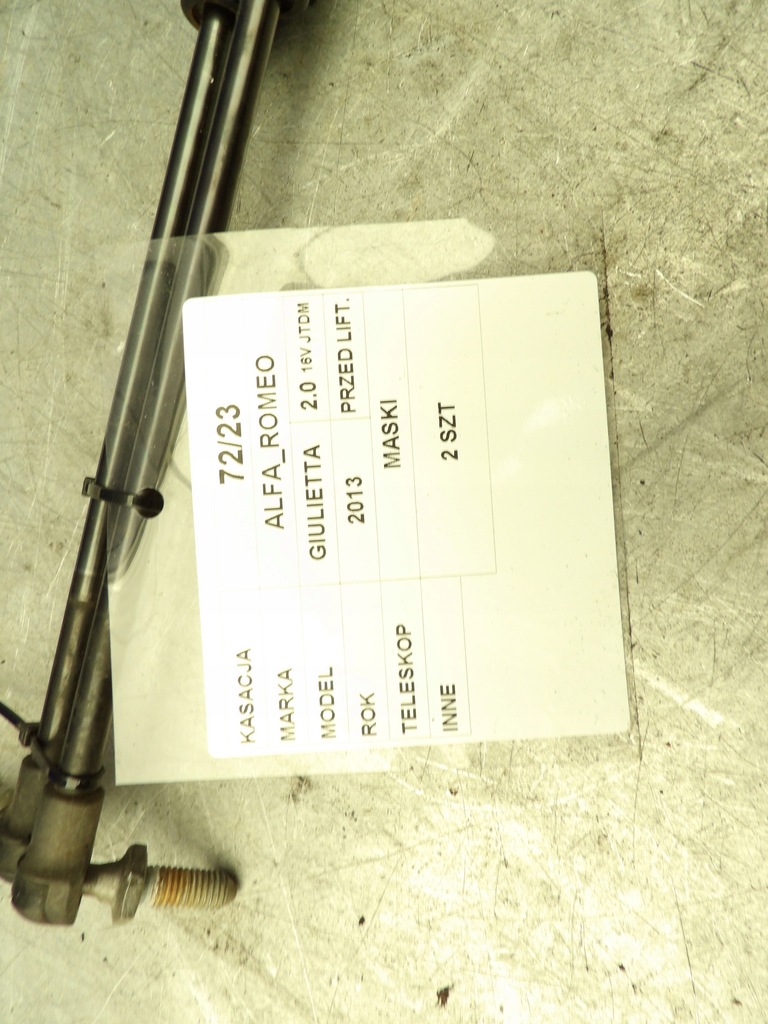 KASACJA 72/23
MARKA ALFA_ROMEO
MODEL GIULIETTA 2.0 16V JTDM
ROK 2013 PRZED LIFT.
TELESKOP MASKI
INNE 2 SZT